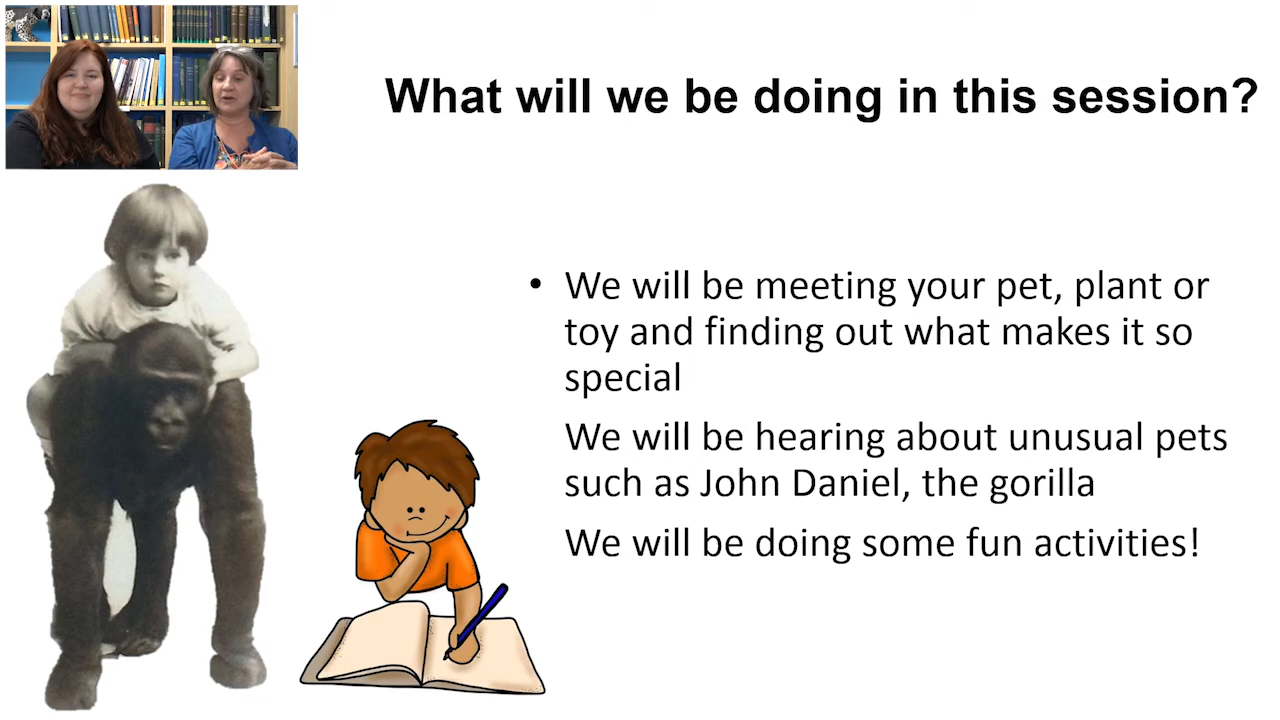 What will we be doing in this session?
• We will be meeting your pet, plant or
toy and finding out what makes it so
special
We will be hearing about unusual pets
such as John Daniel, the gorilla
We will be doing some fun activities!